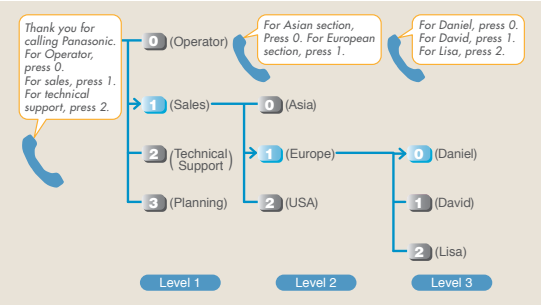 Thank you for
calling Panasonic.
For Operator,
press 0.
For sales, press 1.
For technical
support, press 2.
For Asian section,
Press 0. For European
section, press 1.
For Daniel, press 0.
For David, press 1.
For Lisa, press 2.
0 (Operator)
1 (Sales)
0 (Asia)
2 (Technical
Support)
1 (Europe)
0 (Daniel)
3 (Planning)
2 (USA)
1 (David)
2 (Lisa)
Level 1
Level 2
Level 3